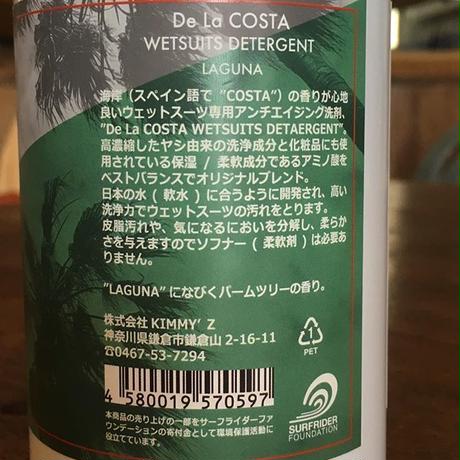 De La COSTA
WETSUITS DETERGENT
LAGUNA
海岸（スペイン語で “COSTA”）の香りが心地
良いウェットスーツ専用アンチエイジング洗剤、
“De La COSTA WETSUITS DETAERGENT”。
高濃縮したヤシ由来の洗浄成分と化粧品にも使
用されている保湿 / 柔軟成分であるアミノ酸を
ベストバランスでオリジナルブレンド。
日本の水 ( 軟水 ) に合うように開発され、高い
洗浄力でウェットスーツの汚れをとります。
皮脂汚れや、気になるにおいを分解し、柔らか
さを与えますのでソフナー ( 柔軟剤 ) は必要あ
りません。
“LAGUNA” になびくパームツリーの香り。
株式会社 KIMMY’ Z
神奈川県鎌倉市鎌倉山 2-16-11
☎0467-53-7294
1
PET
4 580019 570597
本商品の売り上げの一部をサーフライダーファ
ウンデーションの寄付金として環境保護活動に
役立てています。
SURFRIDER
FOUNDATION